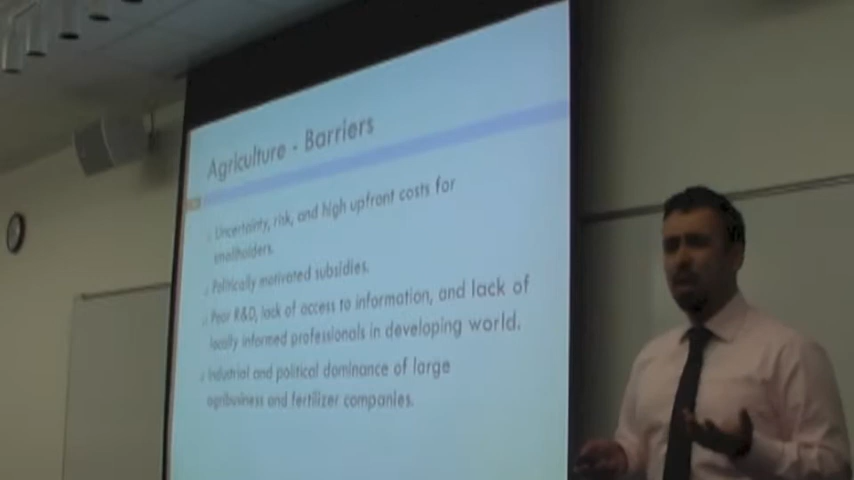 Agriculture - Barriers
Uncertainty, risk, and high upfront costs for
smallholders.
Politically motivated subsidies.
Poor R&D, lack of access to information, and lack of
locally informed professionals in developing world.
Industrial and political dominance of large
agribusiness and fertilizer companies.